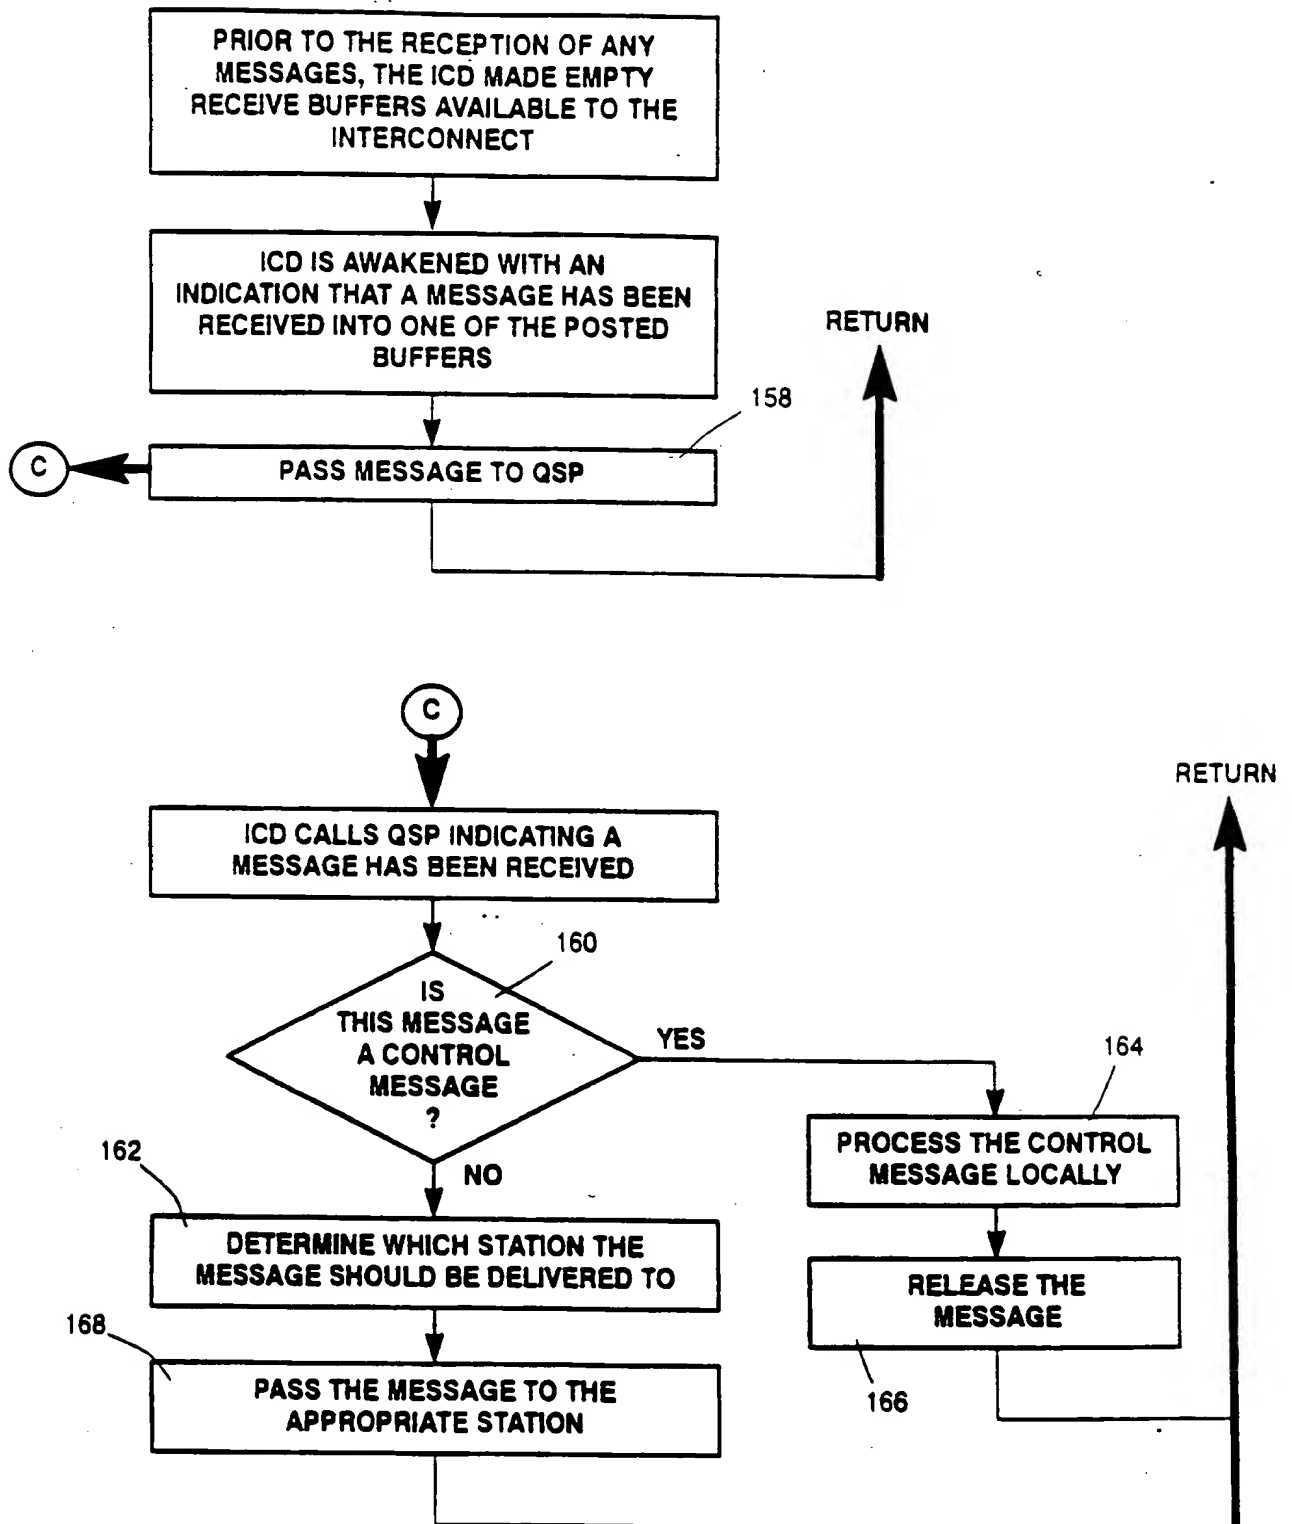 PRIOR TO THE RECEPTION OF ANY
MESSAGES, THE ICD MADE EMPTY
RECEIVE BUFFERS AVAILABLE TO THE
INTERCONNECT
ICD IS AWAKENED WITH AN
INDICATION THAT A MESSAGE HAS BEEN
RECEIVED INTO ONE OF THE POSTED
BUFFERS
RETURN
158
C
PASS MESSAGE TO QSP
C
RETURN
ICD CALLS QSP INDICATING A
MESSAGE HAS BEEN RECEIVED
160
IS
THIS MESSAGE
A CONTROL
MESSAGE
?
YES
164
PROCESS THE CONTROL
MESSAGE LOCALLY
162
NO
DETERMINE WHICH STATION THE
MESSAGE SHOULD BE DELIVERED TO
RELEASE THE
MESSAGE
168
166
PASS THE MESSAGE TO THE
APPROPRIATE STATION